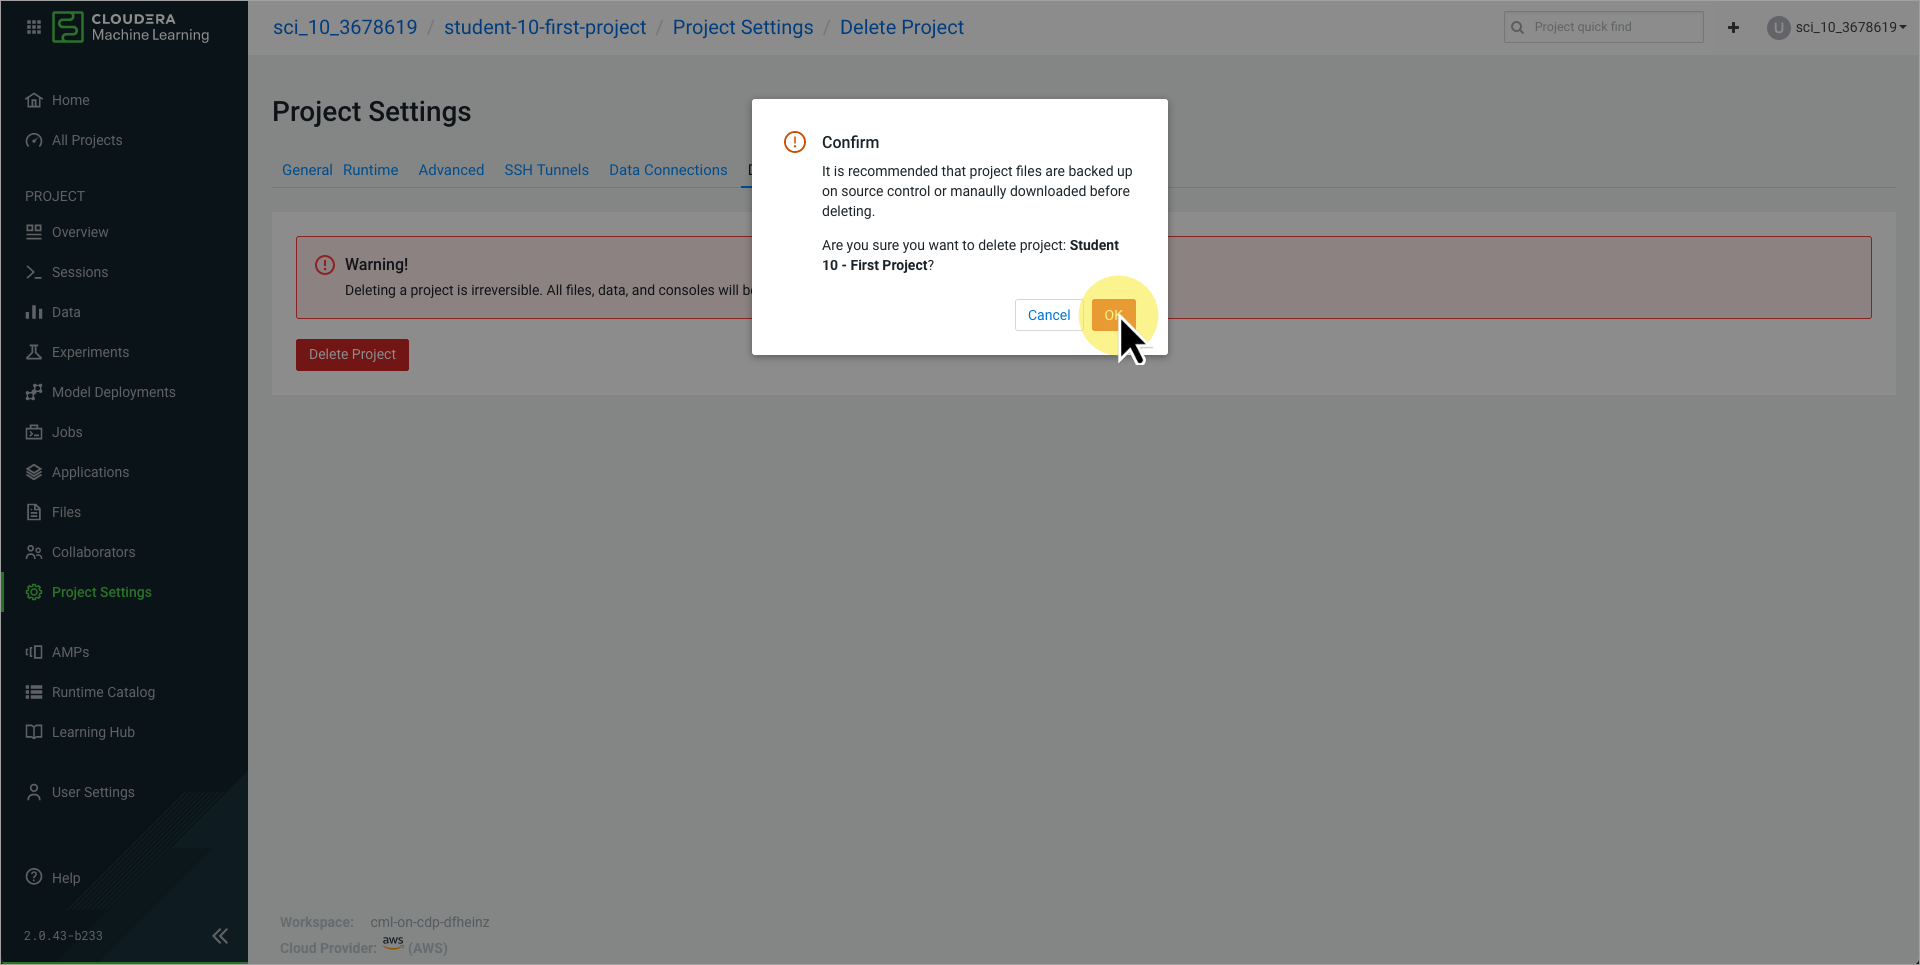 CLOUDERA
Machine Learning
sci_10_3678619 / student-10-first-project / Project Settings / Delete Project
Project quick find
U sci_10_3678619
Home
All Projects
PROJECT
Overview
Sessions
Data
Experiments
Model Deployments
Jobs
Applications
Files
Collaborators
Project Settings
AMPs
Runtime Catalog
Learning Hub
User Settings
Help
2.0.43-b233
Project Settings
General Runtime Advanced SSH Tunnels Data Connections
Warning!
Deleting a project is irreversible. All files, data, and consoles will
Delete Project
Confirm
It is recommended that project files are backed up
on source control or manaully downloaded before
deleting.
Are you sure you want to delete project: Student
10 - First Project?
Cancel OK
Workspace: cml-on-cdp-dfheinz
Cloud Provider: aws (AWS)